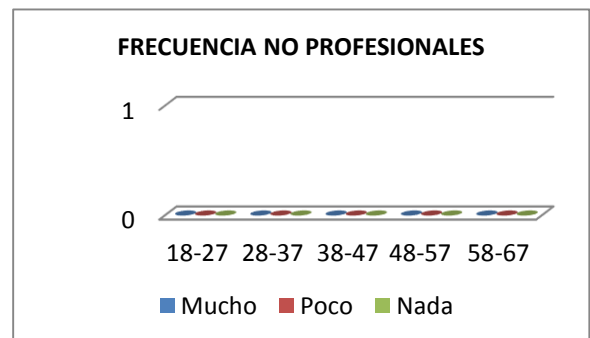 FRECUENCIA NO PROFESIONALES
1
0
18-27 28-37 38-47 48-57 58-67
Mucho Poco Nada